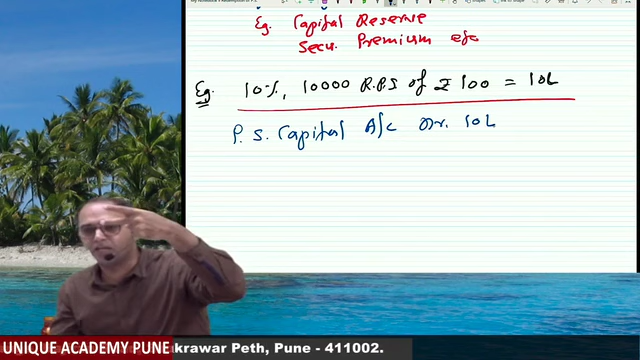 Eg. Capital Reserve
Secu. Premium etc
Eg. 10%, 10000 R.P.S of ₹ 100 = 10L
P. S. Capital A/c Dr. 10L
UNIQUE ACADEMY PUNE
krawar Peth, Pune - 411002.